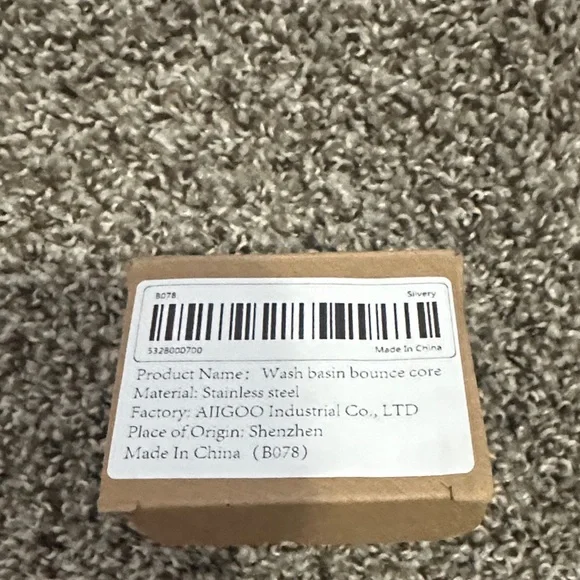 B078 Silvery
5328000700 Made In China
Product Name: Wash basin bounce core
Material: Stainless steel
Factory: AIJGOO Industrial Co., LTD
Place of Origin: Shenzhen
Made In China (B078)